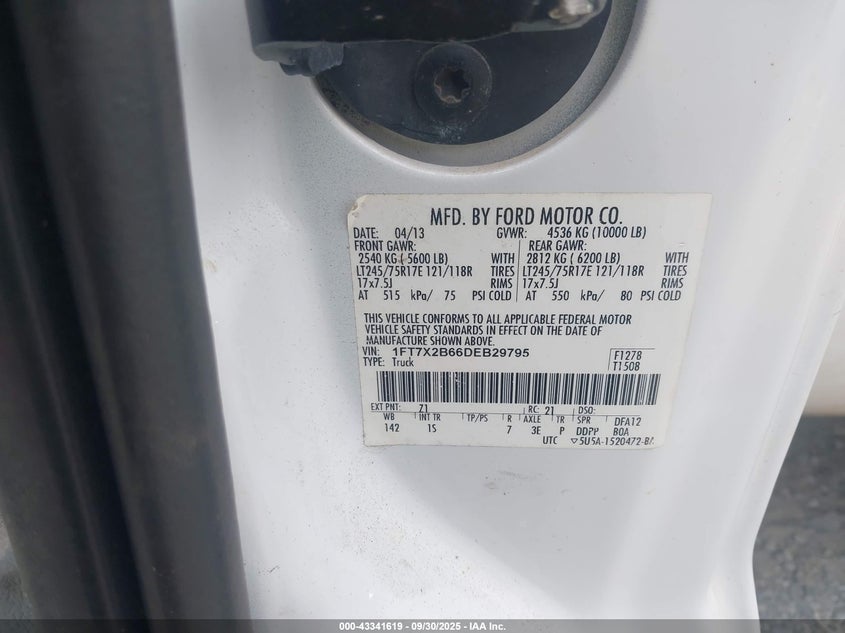 MFD. BY FORD MOTOR CO.
DATE: 04/13 GVWR: 4536 KG (10000 LB)
FRONT GAWR: REAR GAWR:
2540 KG ( 5600 LB) WITH 2812 KG ( 6200 LB) WITH
LT245/75R17E 121/118R TIRES LT245/75R17E 121/118R TIRES
17x7.5J RIMS 17x7.5J RIMS
AT 515 kPa/ 75 PSI COLD AT 550 kPa/ 80 PSI COLD
THIS VEHICLE CONFORMS TO ALL APPLICABLE FEDERAL MOTOR
VEHICLE SAFETY STANDARDS IN EFFECT ON THE DATE OF
MANUFACTURE SHOWN ABOVE.
VIN: 1FT7X2B66DEB29795 F1278
TYPE: Truck T1508
EXT PNT: Z1 RC: 21 DSO:
WB INT TR TP/PS R AXLE TR SPR DFA12
142 IS 7 3E P DDPP BOA
UTC ▽5U5A-1520472-BA
000-43341619 - 09/30/2025 - IAA Inc.